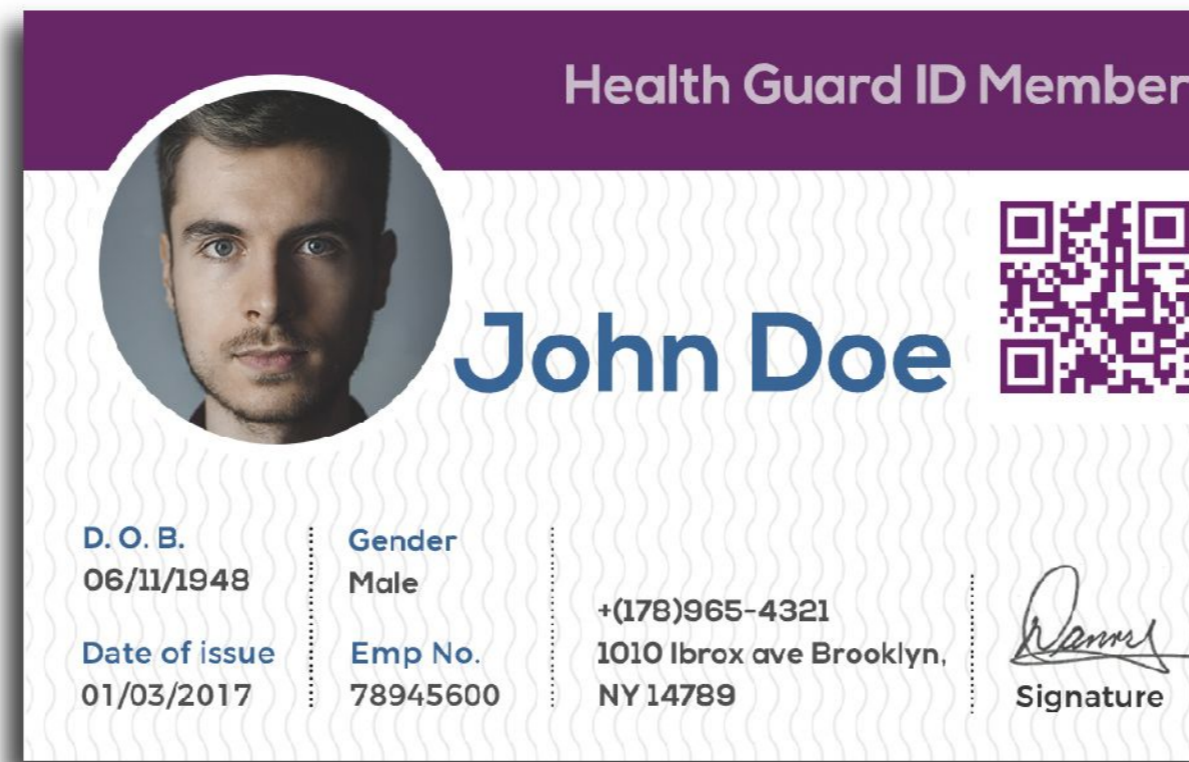 Health Guard ID Member
John Doe
D. O. B.
06/11/1948
Gender
Male
Date of issue
01/03/2017
Emp No.
78945600
+(178)965-4321
1010 Ibrox ave Brooklyn,
NY 14789
Signature